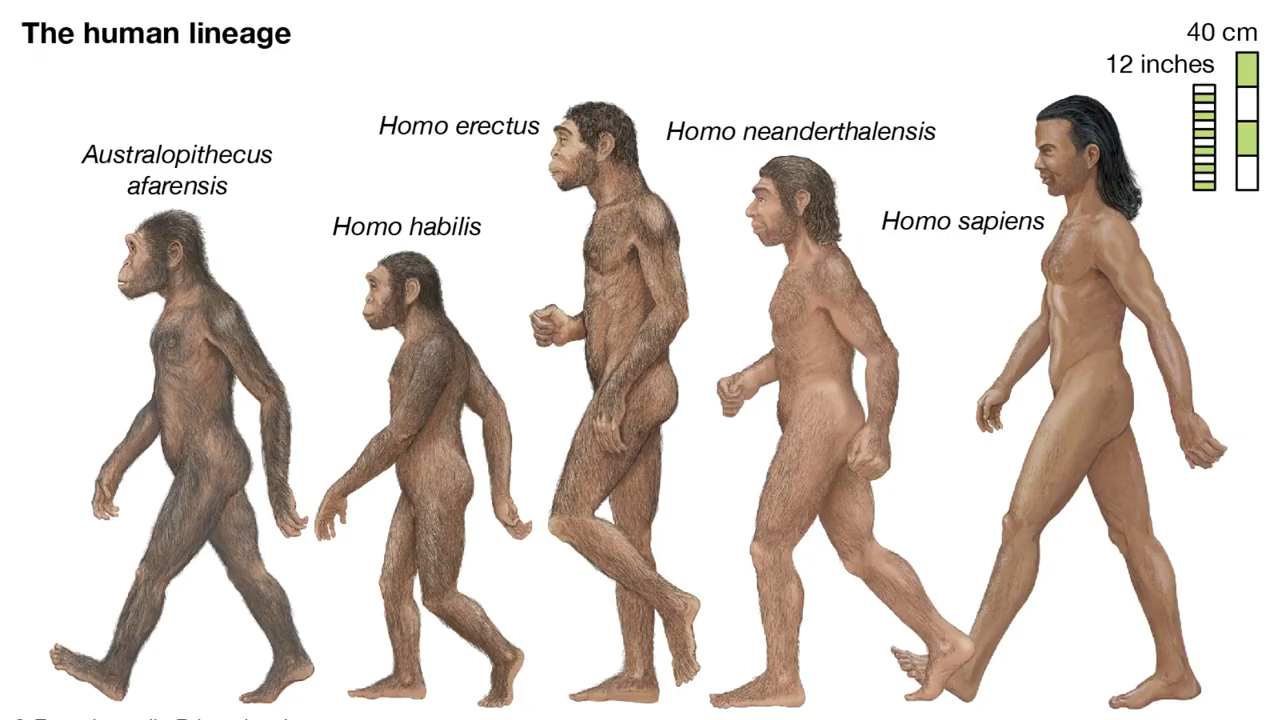 The human lineage
40 cm
12 inches
Homo erectus
Homo neanderthalensis
Australopithecus
afarensis
Homo habilis
Homo sapiens